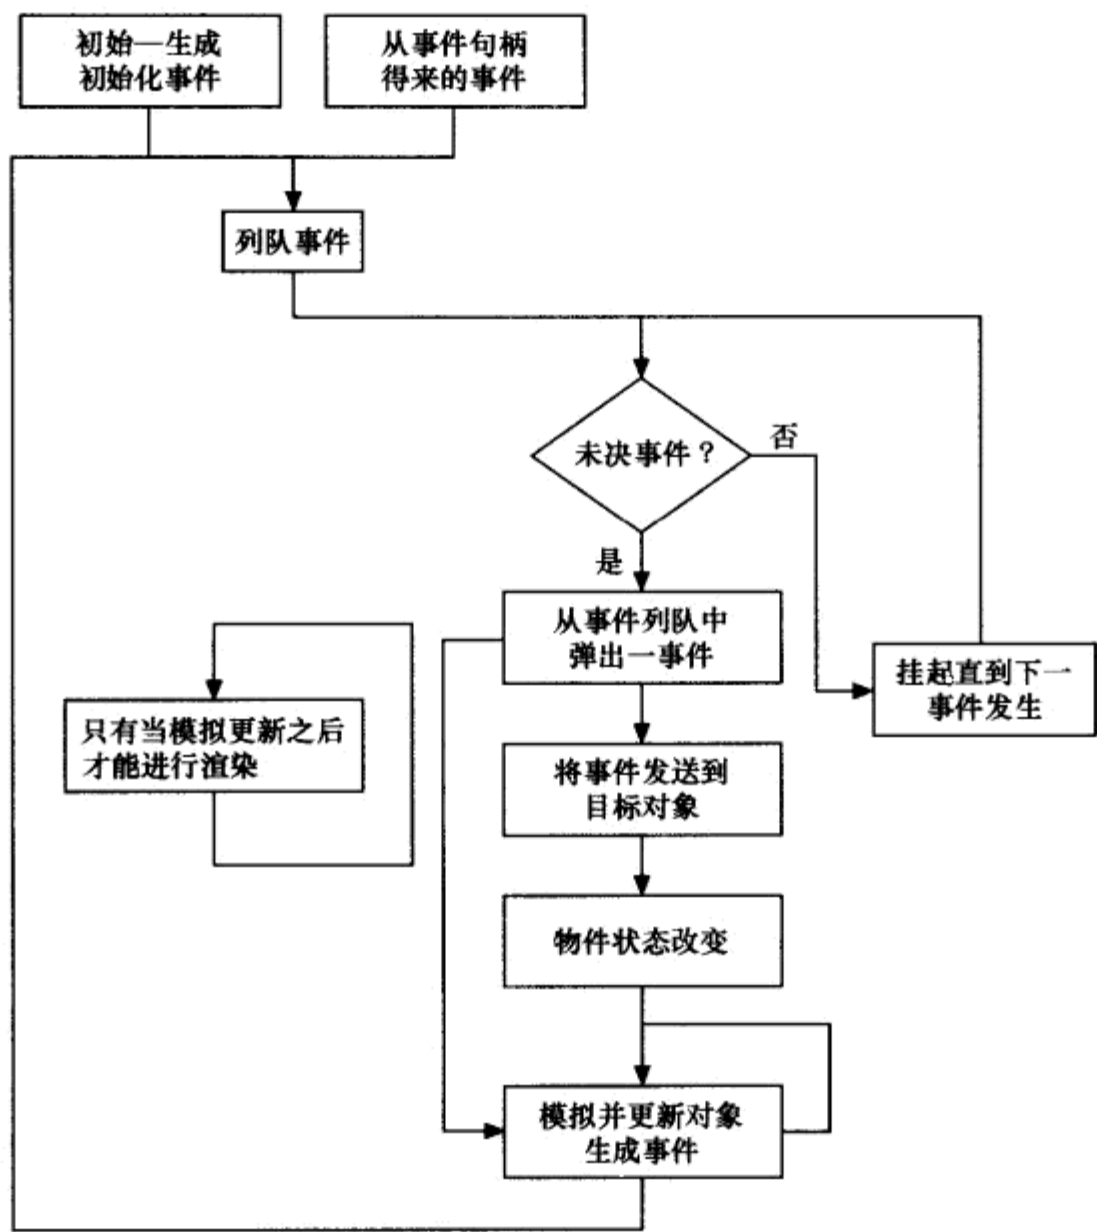 初始—生成
初始化事件
从事件句柄
得来的事件
列队事件
未决事件？
否
是
从事件列队中
弹出一事件
挂起直到下一
事件发生
只有当模拟更新之后
才能进行渲染
将事件发送到
目标对象
物件状态改变
模拟并更新对象
生成事件